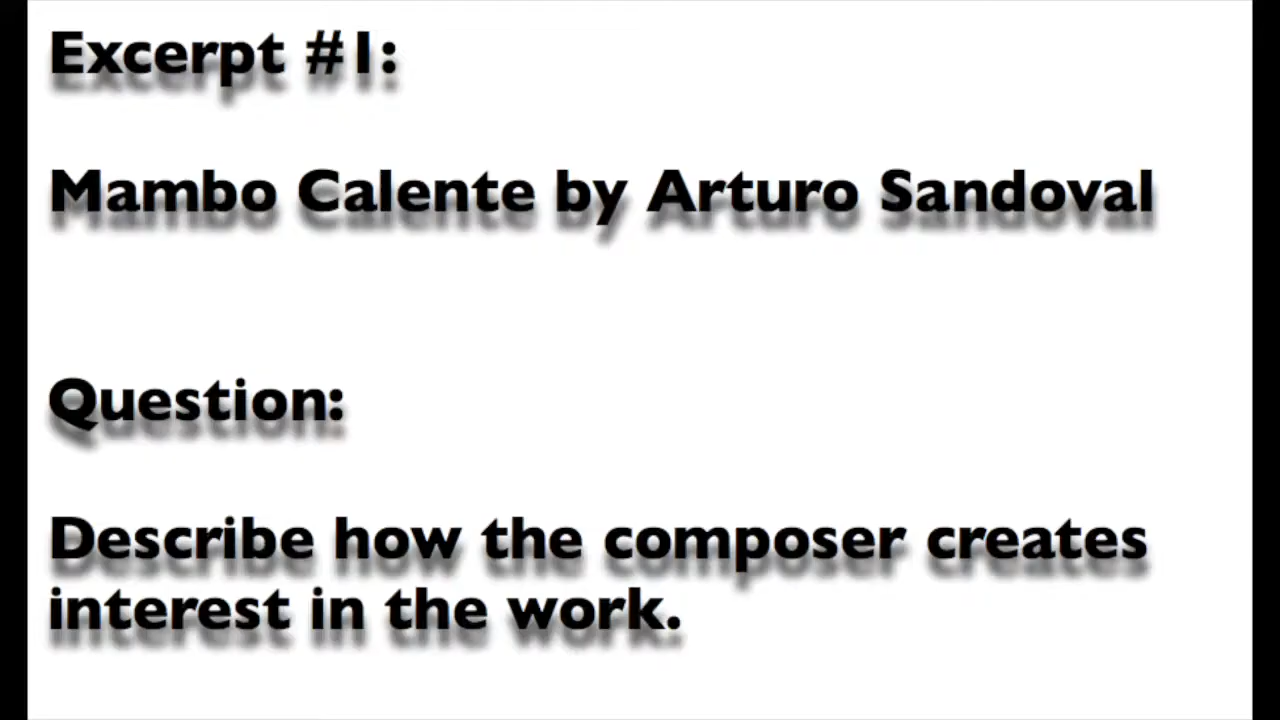 Excerpt #1:
Mambo Calente by Arturo Sandoval
Question:
Describe how the composer creates
interest in the work.